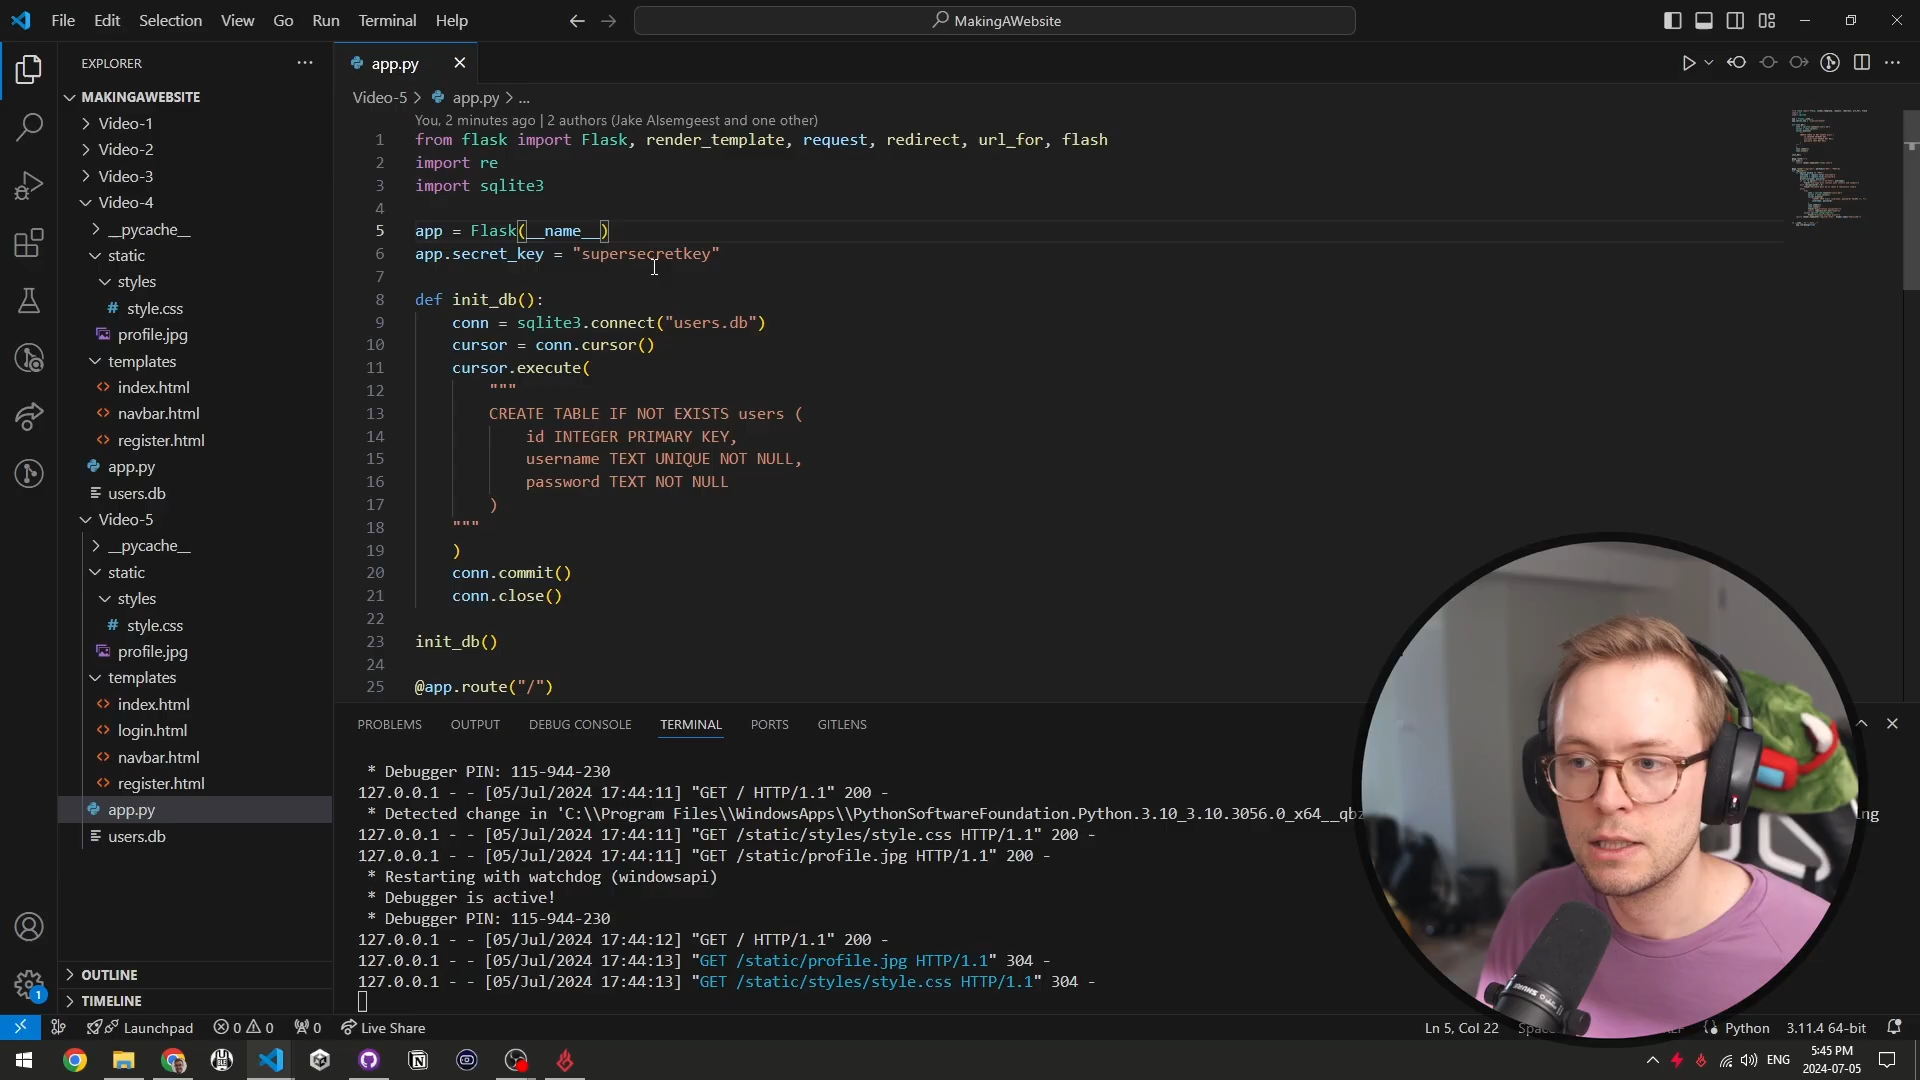 File Edit Selection View Go Run Terminal Help
MakingAWebsite
EXPLORER
MAKINGAWEBSITE
Video-1
Video-2
Video-3
Video-4
__pycache__
static
styles
# style.css
profile.jpg
templates
<> index.html
<> navbar.html
<> register.html
app.py
users.db
Video-5
__pycache__
static
styles
# style.css
profile.jpg
templates
<> index.html
<> login.html
<> navbar.html
<> register.html
app.py
users.db
OUTLINE
TIMELINE
app.py
Video-5 > app.py > ...
You, 2 minutes ago | 2 authors (Jake Alsemgeest and one other)
1 from flask import Flask, render_template, request, redirect, url_for, flash
2 import re
3 import sqlite3
4
5 app = Flask(__name__)
6 app.secret_key = "supersecretkey"
7
8 def init_db():
9 conn = sqlite3.connect("users.db")
10 cursor = conn.cursor()
11 cursor.execute(
12 """
13 CREATE TABLE IF NOT EXISTS users (
14 id INTEGER PRIMARY KEY,
15 username TEXT UNIQUE NOT NULL,
16 password TEXT NOT NULL
17 )
18 """
19 )
20 conn.commit()
21 conn.close()
22
23 init_db()
24
25 @app.route("/")
PROBLEMS OUTPUT DEBUG CONSOLE TERMINAL PORTS GITLENS
* Debugger PIN: 115-944-230
127.0.0.1 - - [05/Jul/2024 17:44:11] "GET / HTTP/1.1" 200 -
* Detected change in 'C:\\Program Files\\WindowsApps\\PythonSoftwareFoundation.Python.3.10_3.10.3056.0_x64__qbz
127.0.0.1 - - [05/Jul/2024 17:44:11] "GET /static/styles/style.css HTTP/1.1" 200 -
127.0.0.1 - - [05/Jul/2024 17:44:11] "GET /static/profile.jpg HTTP/1.1" 200 -
* Restarting with watchdog (windowsapi)
* Debugger is active!
* Debugger PIN: 115-944-230
127.0.0.1 - - [05/Jul/2024 17:44:12] "GET / HTTP/1.1" 200 -
127.0.0.1 - - [05/Jul/2024 17:44:13] "GET /static/profile.jpg HTTP/1.1" 304 -
127.0.0.1 - - [05/Jul/2024 17:44:13] "GET /static/styles/style.css HTTP/1.1" 304 -
SHURE
1
Launchpad 0 0 0 Live Share
Ln 5, Col 22
Python 3.11.4 64-bit
ENG
5:45 PM
2024-07-05